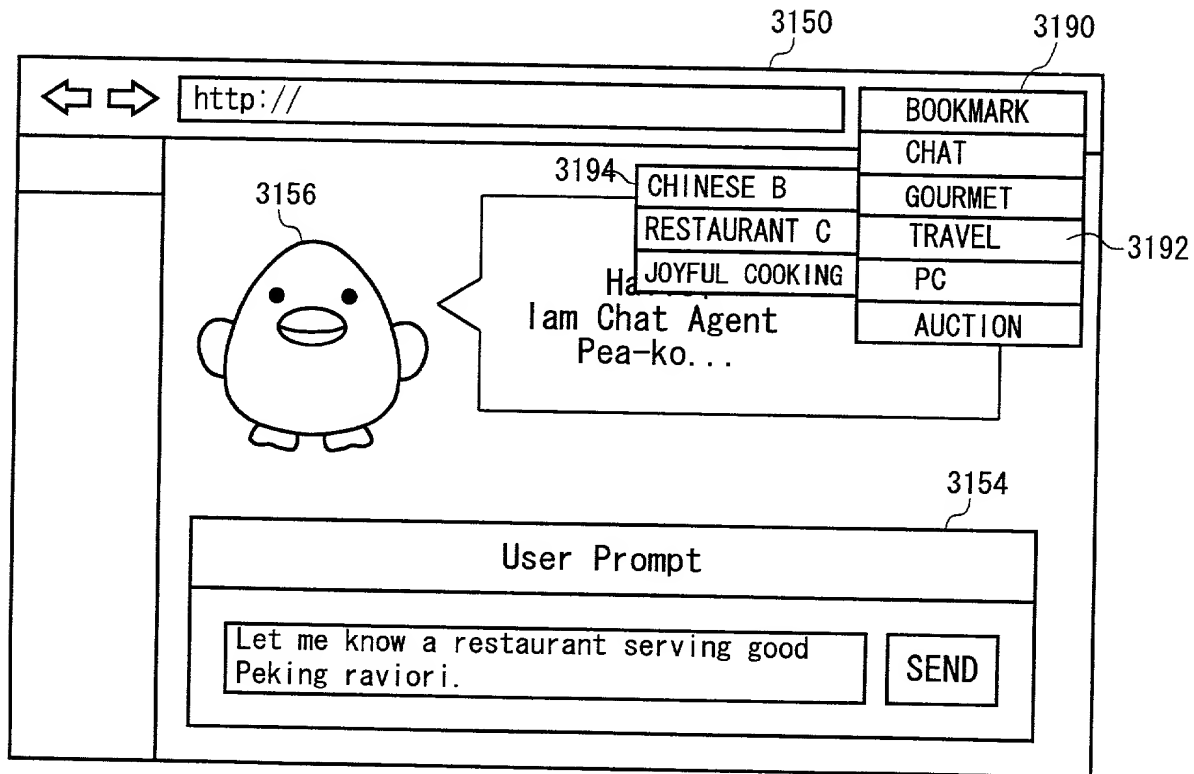 3150
3190
http://
BOOKMARK
CHAT
GOURMET
TRAVEL
PC
AUCTION
3192
3194
CHINESE B
RESTAURANT C
JOYFUL COOKING
3156
Iam Chat Agent
Pea-ko...
3154
User Prompt
Let me know a restaurant serving good
Peking raviori.
SEND